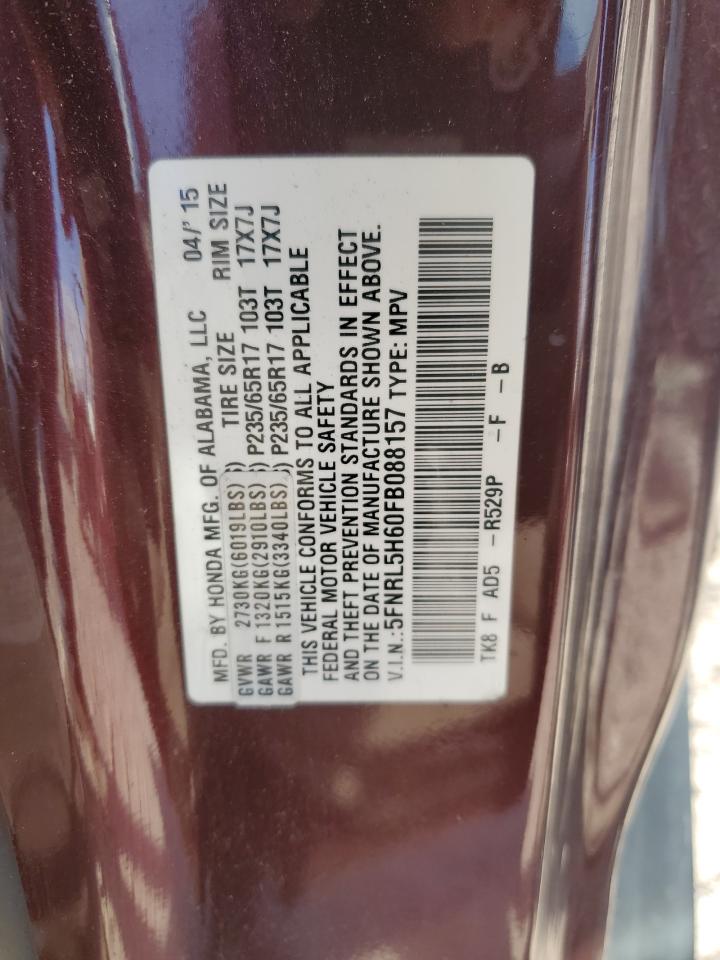 MFD. BY HONDA MFG. OF ALABAMA, LLC 04/'15
TIRE SIZE RIM SIZE
GVWR 2730KG(6019LBS)
GAWR F 1320KG(2910LBS) P235/65R17 103T 17X7J
GAWR R 1515KG(3340LBS) P235/65R17 103T 17X7J
THIS VEHICLE CONFORMS TO ALL APPLICABLE
FEDERAL MOTOR VEHICLE SAFETY
AND THEFT PREVENTION STANDARDS IN EFFECT
ON THE DATE OF MANUFACTURE SHOWN ABOVE.
V.I.N.:5FNRL5H60FB088157 TYPE: MPV
TK8 F AD5 -R529P -F -B